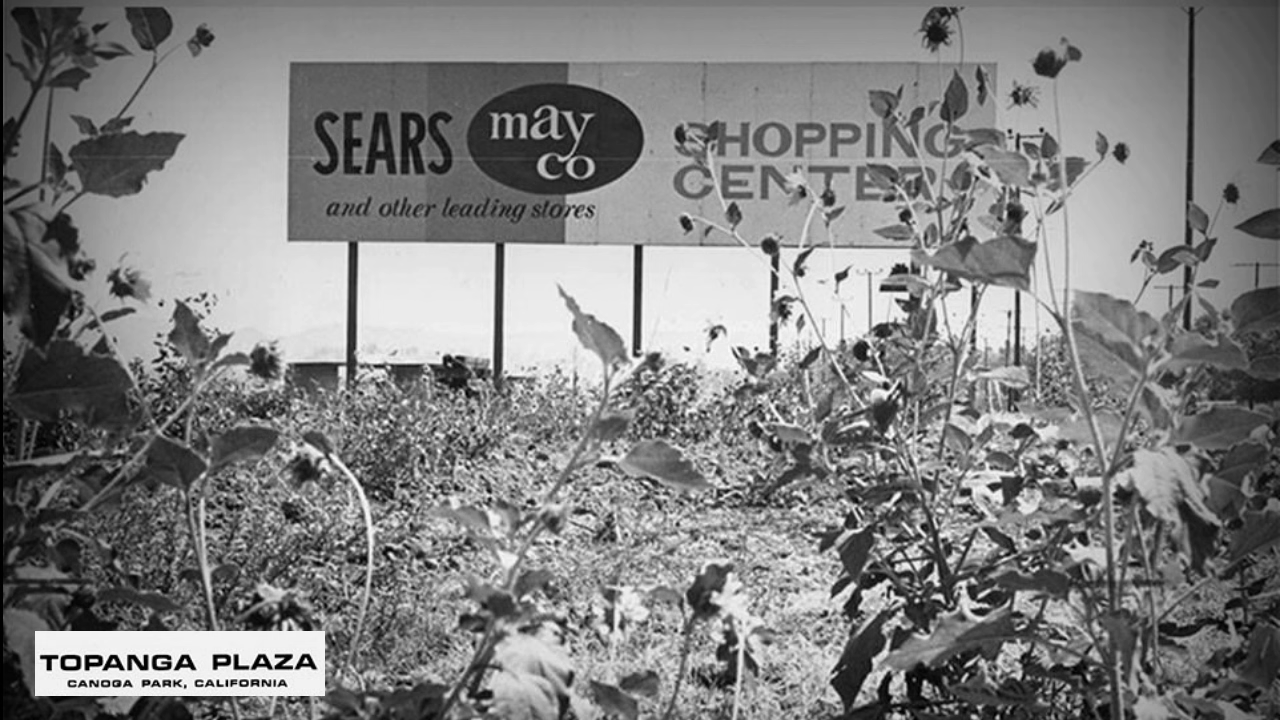 SEARS
may
co
and other leading stores
SHOPPING
CENTER
TOPANGA PLAZA
CANOGA PARK, CALIFORNIA